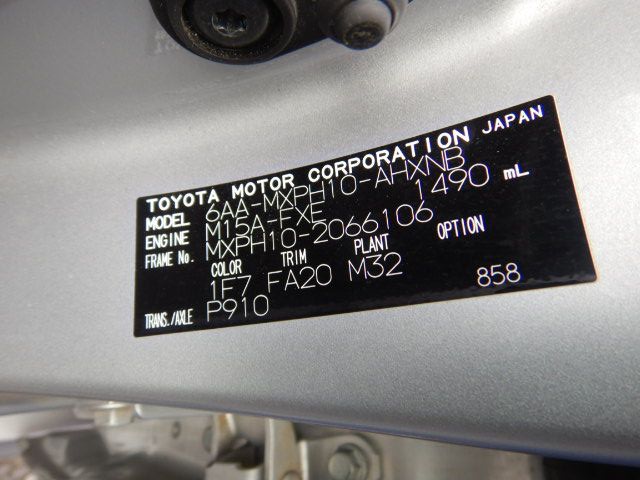 TOYOTA MOTOR CORPORATION JAPAN
MODEL 6AA-MXPH10-AHXNB
ENGINE M15A-FXE 1490 mL
FRAME No. MXPH10-2066106
COLOR TRIM PLANT OPTION
1F7 FA20 M32
TRANS./AXLE P910 858